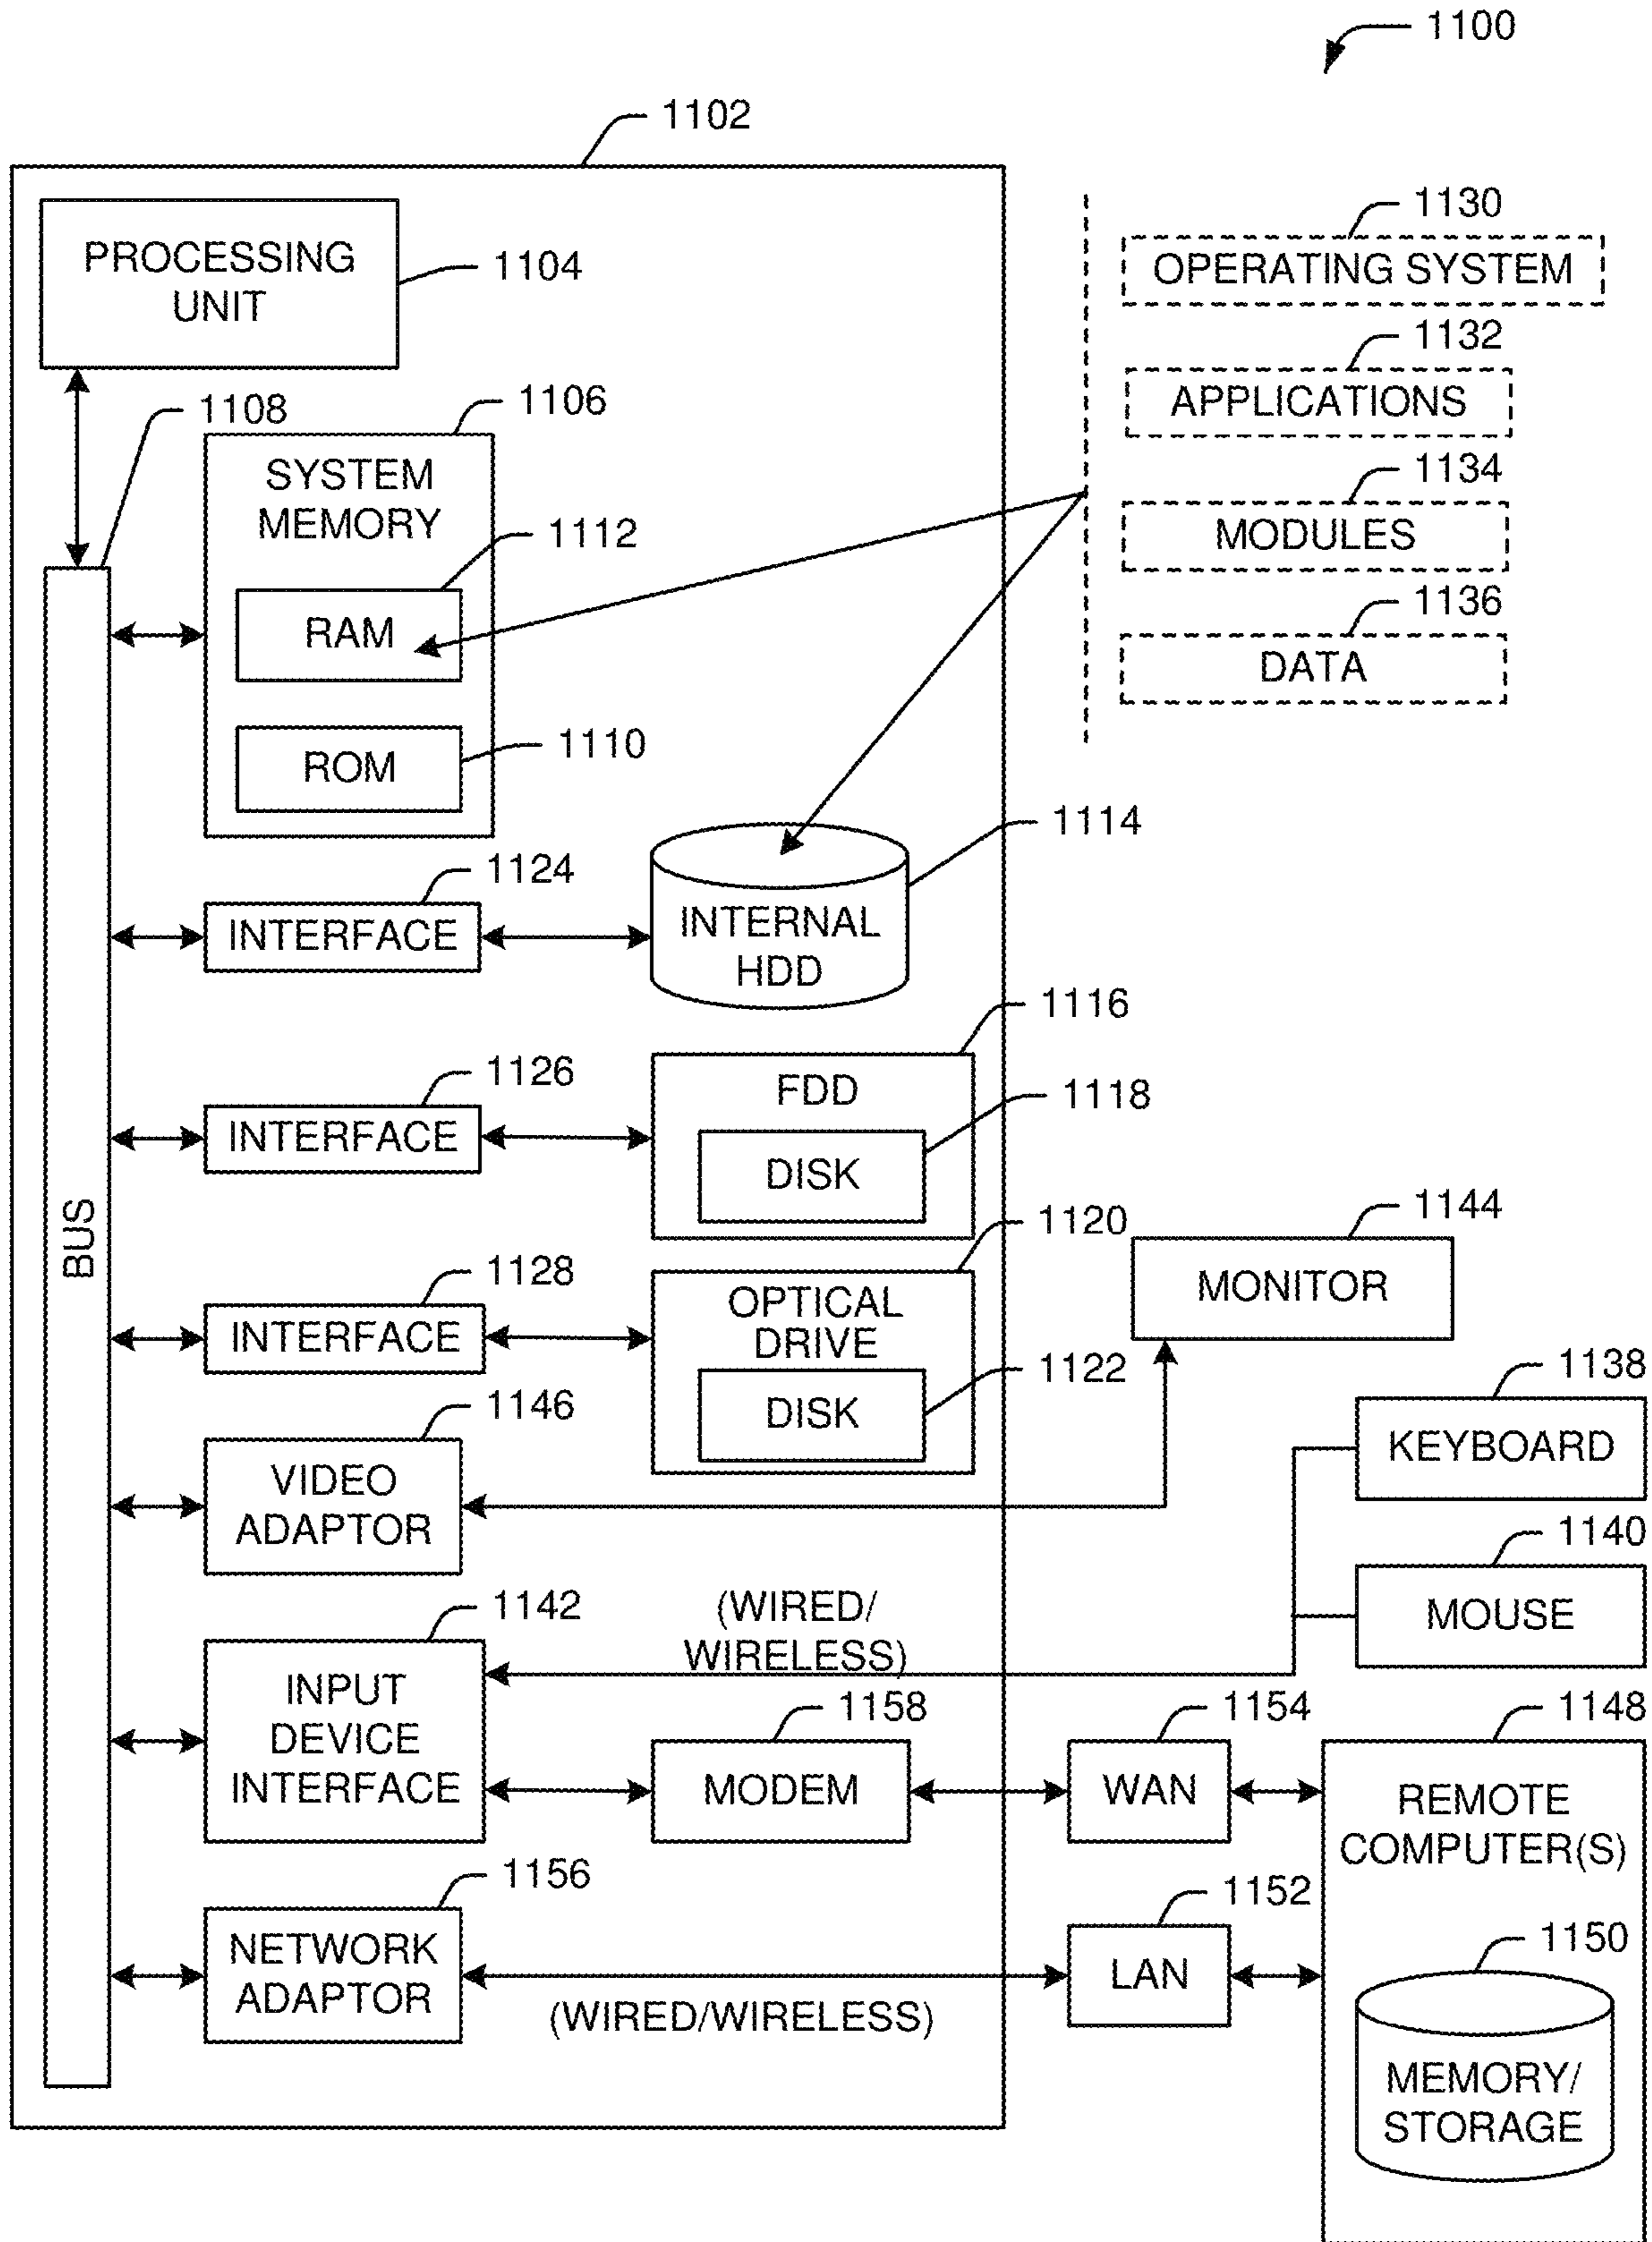 1100
1102
PROCESSING
UNIT
1104
1130
OPERATING SYSTEM
1132
APPLICATIONS
1134
MODULES
1136
DATA
1108
1106
SYSTEM
MEMORY
1112
RAM
1110
ROM
1114
INTERNAL
HDD
1124
INTERFACE
1116
FDD
1118
DISK
1126
INTERFACE
BUS
1120
OPTICAL
DRIVE
1122
DISK
1128
INTERFACE
1144
MONITOR
1146
VIDEO
ADAPTOR
1138
KEYBOARD
1140
MOUSE
(WIRED/
WIRELESS)
1142
INPUT
DEVICE
INTERFACE
1158
MODEM
1154
WAN
1148
REMOTE
COMPUTER(S)
1156
NETWORK
ADAPTOR
(WIRED/WIRELESS)
1152
LAN
1150
MEMORY/
STORAGE